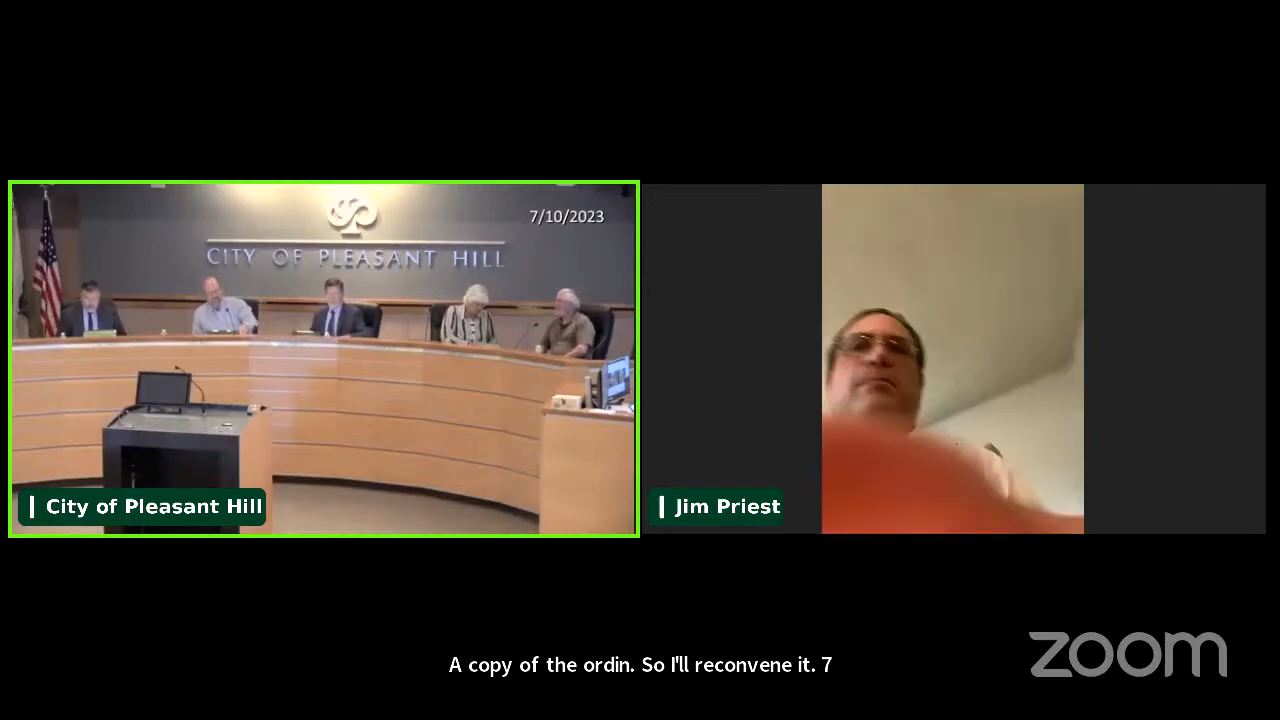 7/10/2023
CITY OF PLEASANT HILL
City of Pleasant Hill
Jim Priest
A copy of the ordin. So I'll reconvene it. 7
zoom